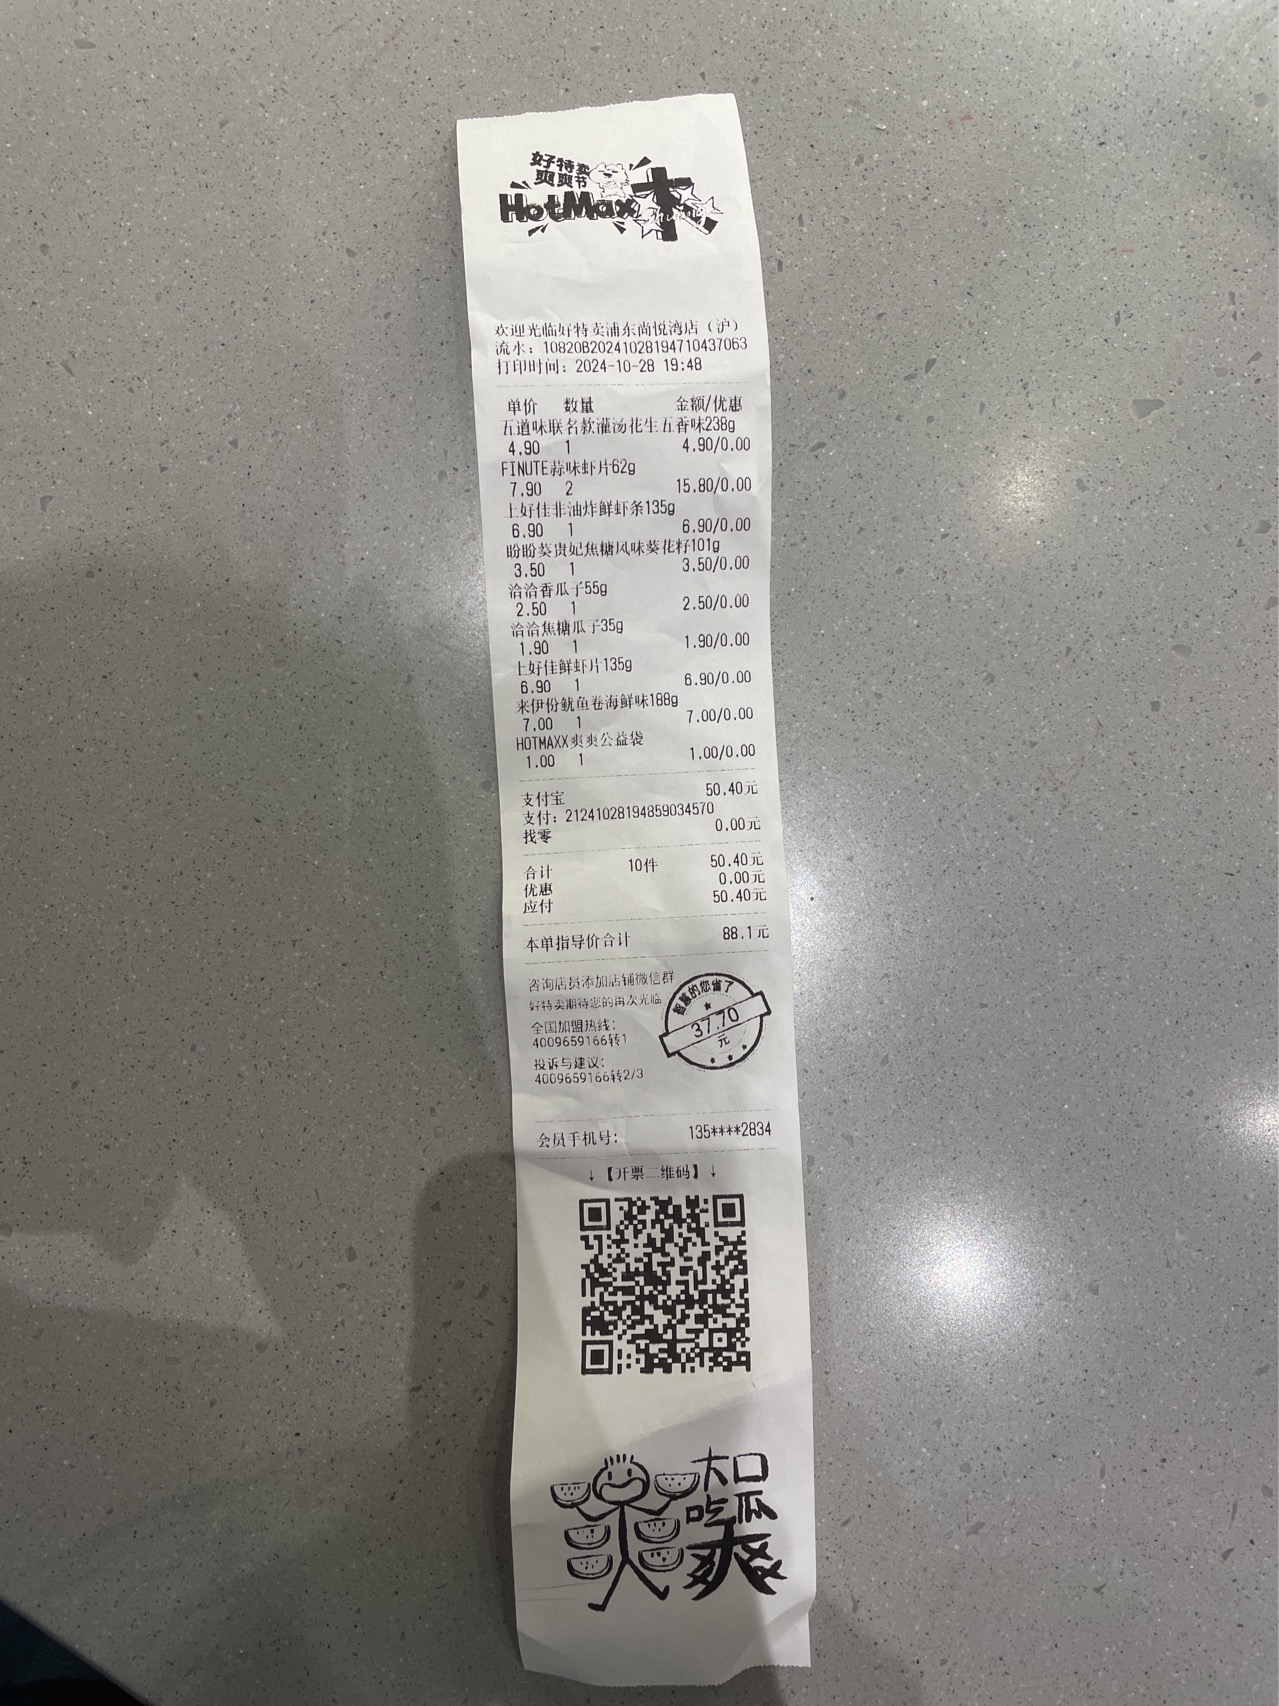 好特卖
爽爽节
HotMaxx
欢迎光临好特卖浦东尚悦湾店（沪）
流水：10820B20241028194710437063
打印时间：2024-10-28 19:48
单价 数量 金额/优惠
五道味联名款灌汤花生五香味238g
4.90 1 4.90/0.00
FINUTE蒜味虾片62g
7.90 2 15.80/0.00
上好佳非油炸鲜虾条135g
6.90 1 6.90/0.00
盼盼葵贵妃焦糖风味葵花籽101g
3.50 1 3.50/0.00
洽洽香瓜子55g
2.50 1 2.50/0.00
洽洽焦糖瓜子35g
1.90 1 1.90/0.00
上好佳鲜虾片135g
6.90 1 6.90/0.00
来伊份鱿鱼卷海鲜味188g
7.00 1 7.00/0.00
HOTMAXX爽爽公益袋
1.00 1 1.00/0.00
支付宝 50.40元
支付：21241028194859034570
找零 0.00元
合计 10件 50.40元
优惠 0.00元
应付 50.40元
本单指导价合计 88.1元
咨询店员添加店铺微信群
好特卖期待您的再次光临
全国加盟热线：
4009659166转1
投诉与建议：
4009659166转2/3
智慧的您省了
37.70
元
会员手机号： 135****2834
↓【开票二维码】↓
大口
吃瓜
爽